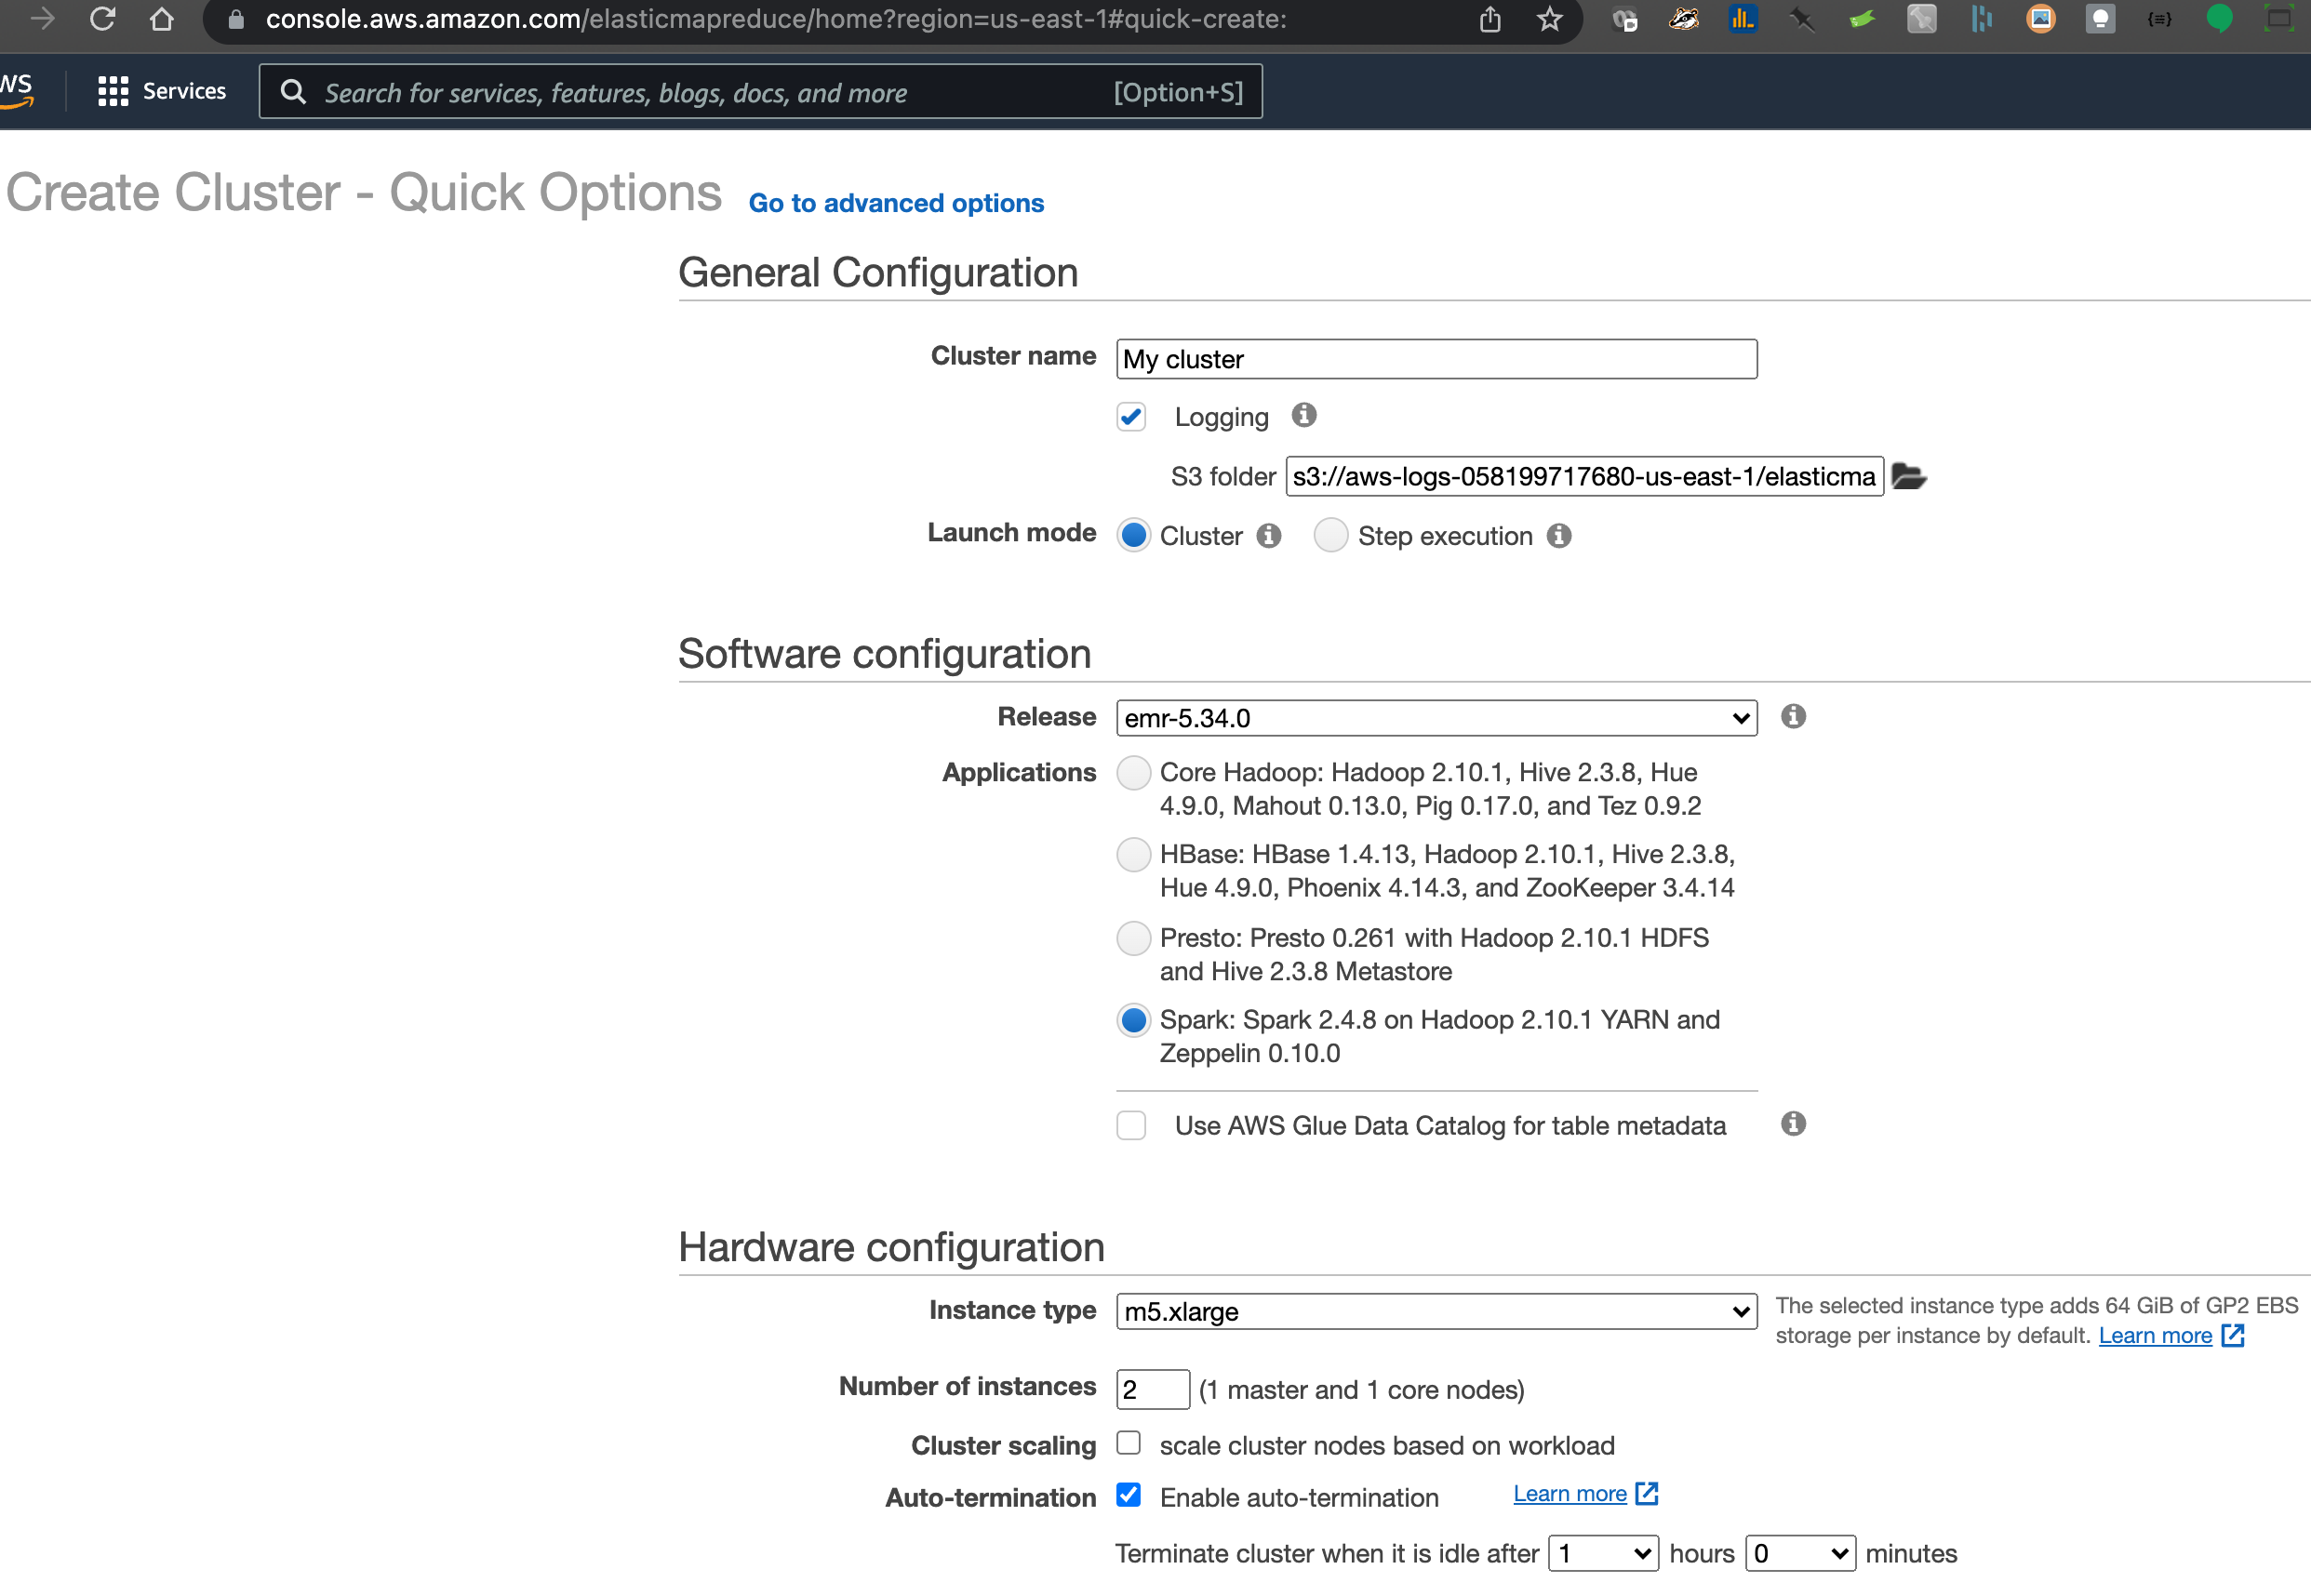 console.aws.amazon.com/elasticmapreduce/home?region=us-east-1#quick-create:
Services
Search for services, features, blogs, docs, and more
[Option+S]
Create Cluster - Quick Options Go to advanced options
General Configuration
Cluster name My cluster
Logging
S3 folder s3://aws-logs-058199717680-us-east-1/elasticma
Launch mode Cluster Step execution
Software configuration
Release emr-5.34.0
Applications Core Hadoop: Hadoop 2.10.1, Hive 2.3.8, Hue
4.9.0, Mahout 0.13.0, Pig 0.17.0, and Tez 0.9.2
HBase: HBase 1.4.13, Hadoop 2.10.1, Hive 2.3.8,
Hue 4.9.0, Phoenix 4.14.3, and ZooKeeper 3.4.14
Presto: Presto 0.261 with Hadoop 2.10.1 HDFS
and Hive 2.3.8 Metastore
Spark: Spark 2.4.8 on Hadoop 2.10.1 YARN and
Zeppelin 0.10.0
Use AWS Glue Data Catalog for table metadata
Hardware configuration
Instance type m5.xlarge
The selected instance type adds 64 GiB of GP2 EBS
storage per instance by default. Learn more
Number of instances 2 (1 master and 1 core nodes)
Cluster scaling scale cluster nodes based on workload
Auto-termination Enable auto-termination Learn more
Terminate cluster when it is idle after 1 hours 0 minutes